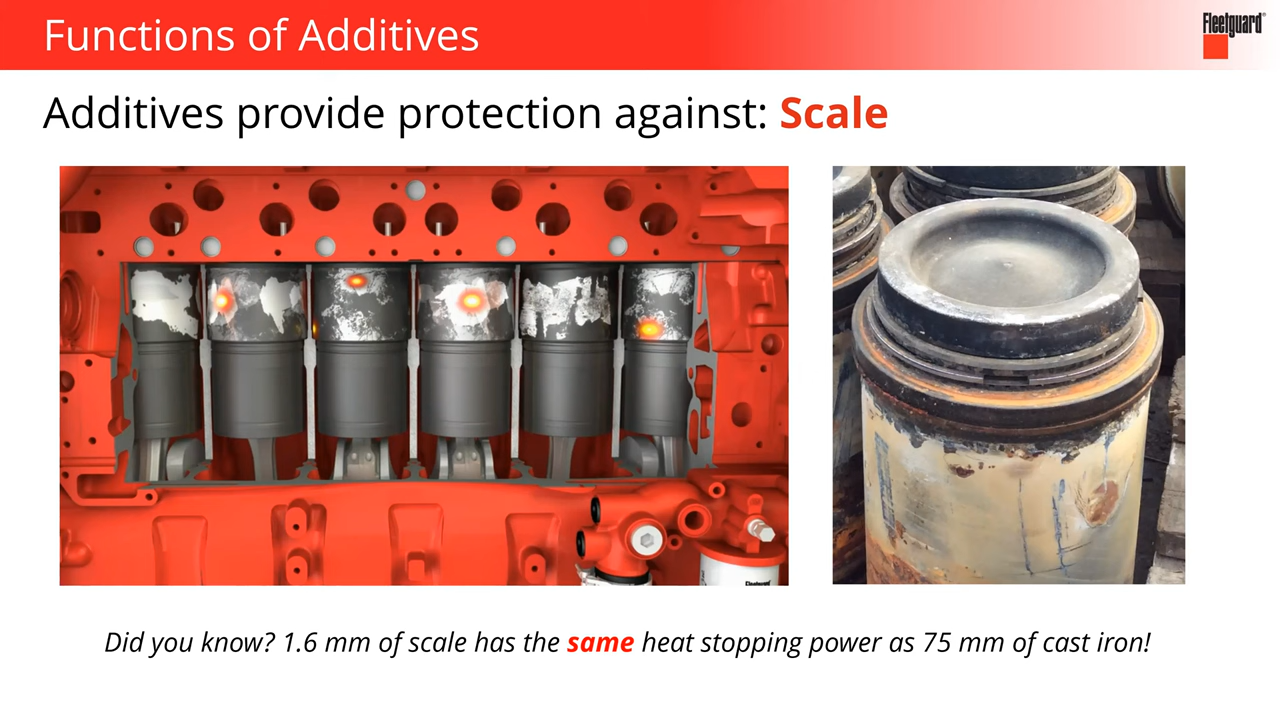 Functions of Additives
Fleetguard®
Additives provide protection against: Scale
Fleetguard
Did you know? 1.6 mm of scale has the same heat stopping power as 75 mm of cast iron!